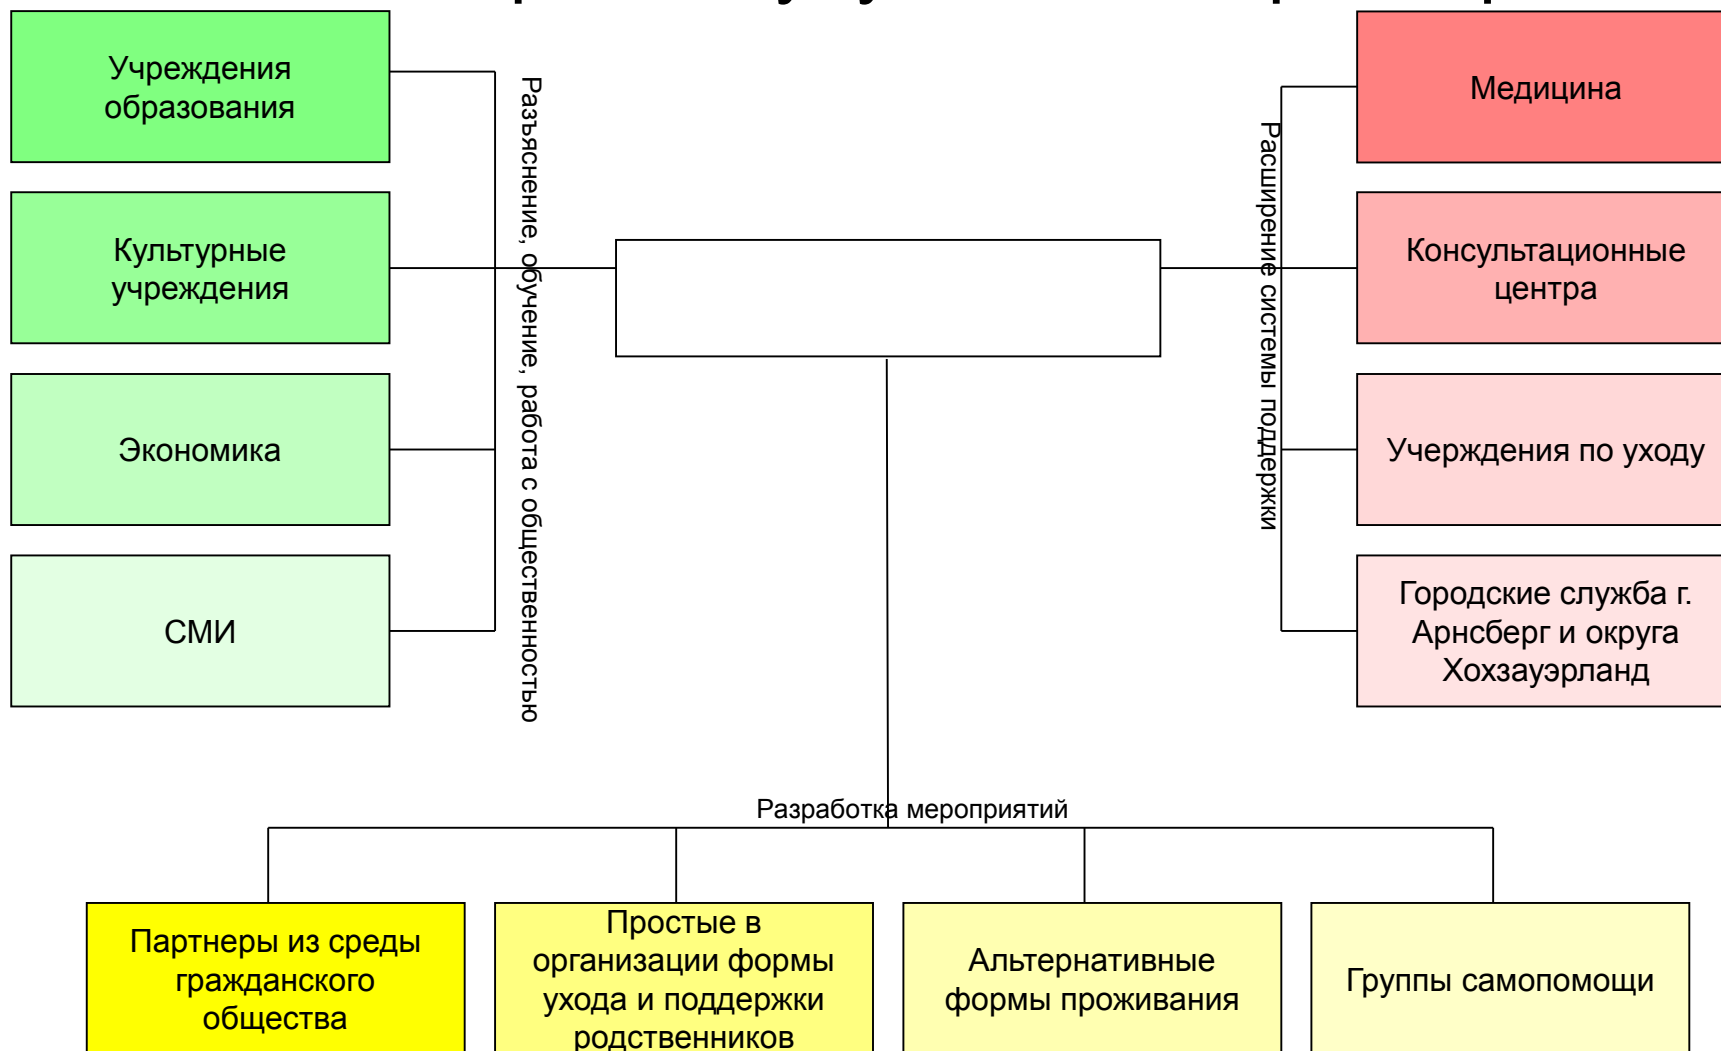 Учреждения
образования
Культурные
учреждения
Экономика
СМИ
Разъяснение, обучение, работа с общественностью
Расширение системы поддержки
Медицина
Консультационные
центра
Учерждения по уходу
Городские служба г.
Арнсберг и округа
Хохзауэрланд
Разработка мероприятий
Партнеры из среды
гражданского
общества
Простые в
организации формы
ухода и поддержки
родственников
Альтернативные
формы проживания
Группы самопомощи